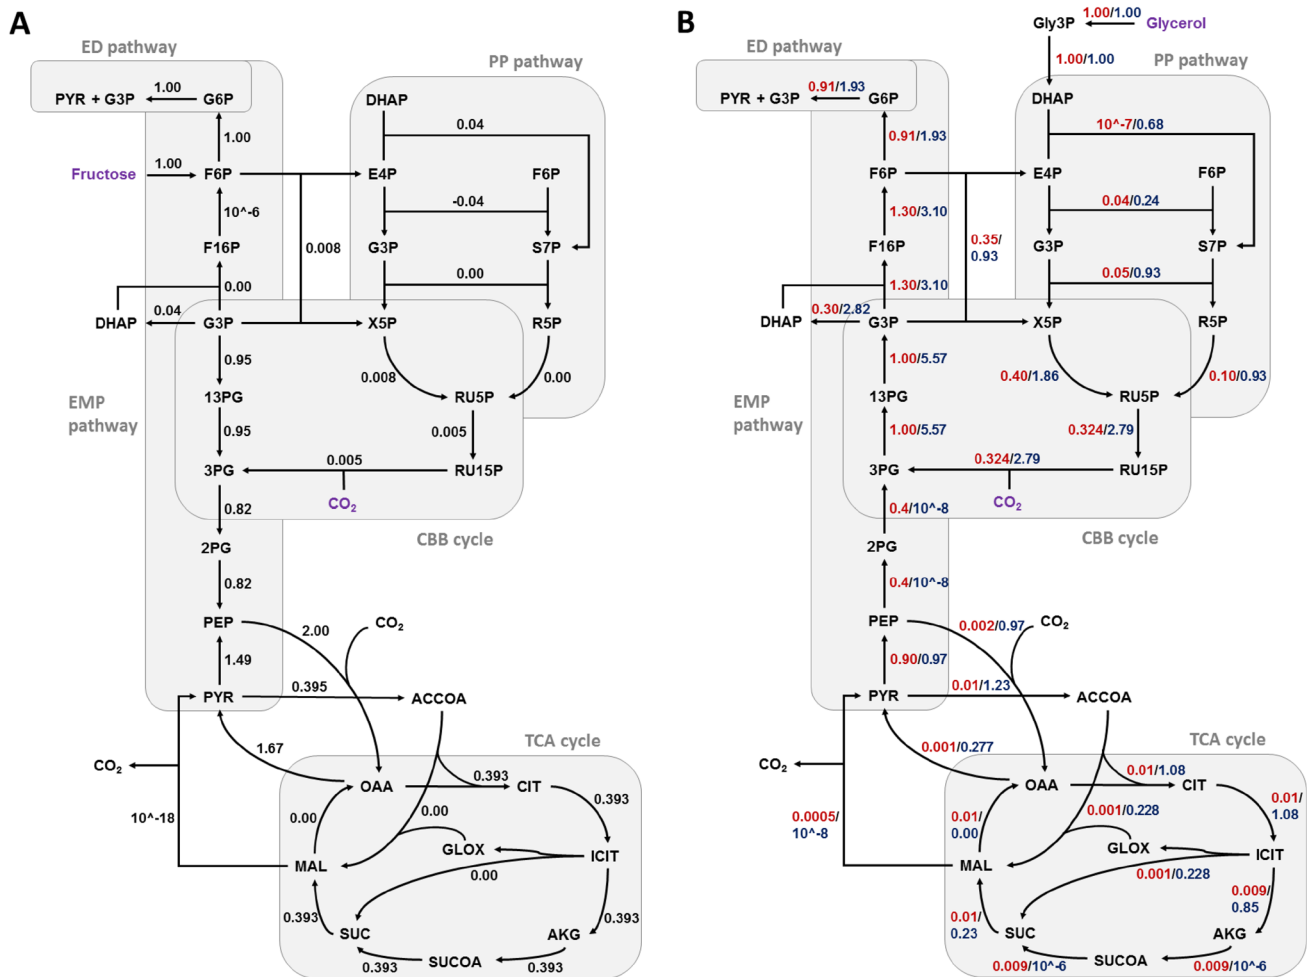 A
ED pathway
PP pathway
PYR + G3P
1.00
G6P
DHAP
0.04
1.00
Fructose
1.00
F6P
E4P
F6P
-0.04
10^-6
F16P
0.008
G3P
S7P
0.00
0.00
DHAP
0.04
G3P
X5P
R5P
0.95
0.008
0.00
13PG
RU5P
EMP
pathway
0.95
0.005
3PG
0.005
RU15P
CO2
0.82
CBB cycle
2PG
0.82
PEP
2.00
CO2
1.49
PYR
0.395
ACCOA
1.67
TCA cycle
CO2
OAA
0.393
CIT
0.393
10^-18
0.00
0.00
GLOX
ICIT
MAL
0.00
0.393
0.393
SUC
AKG
0.393
SUCOA
0.393
B
Gly3P
1.00/1.00
Glycerol
1.00/1.00
ED pathway
PP pathway
PYR + G3P
0.91/1.93
G6P
DHAP
10^-7/0.68
0.91/1.93
F6P
E4P
F6P
0.04/0.24
1.30/3.10
F16P
0.35/
0.93
G3P
S7P
1.30/3.10
0.05/0.93
DHAP
0.30/2.82
G3P
X5P
R5P
1.00/5.57
0.40/1.86
0.10/0.93
13PG
RU5P
EMP
pathway
1.00/5.57
0.324/2.79
3PG
0.324/2.79
RU15P
CO2
0.4/10^-8
CBB cycle
2PG
0.4/10^-8
PEP
0.002/0.97
CO2
0.90/0.97
PYR
0.01/1.23
ACCOA
0.001/0.277
TCA cycle
CO2
OAA
0.01/1.08
CIT
0.01/
1.08
0.0005/
10^-8
0.01/
0.00
0.001/0.228
GLOX
ICIT
MAL
0.001/0.228
0.009/
0.85
0.01/
0.23
SUC
AKG
0.009/10^-6
SUCOA
0.009/10^-6